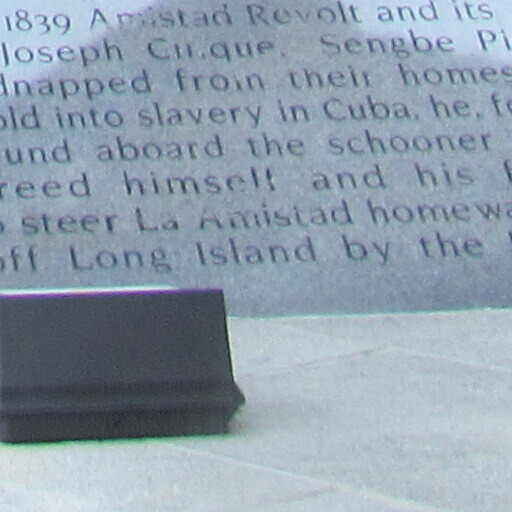 1839 Amistad Revolt and its
Joseph Cinque, Sengbe Pi
dnapped from their homes
old into slavery in Cuba, he, fe
und aboard the schooner
reed himself and his f
o steer La Amistad homewa
off Long Island by the